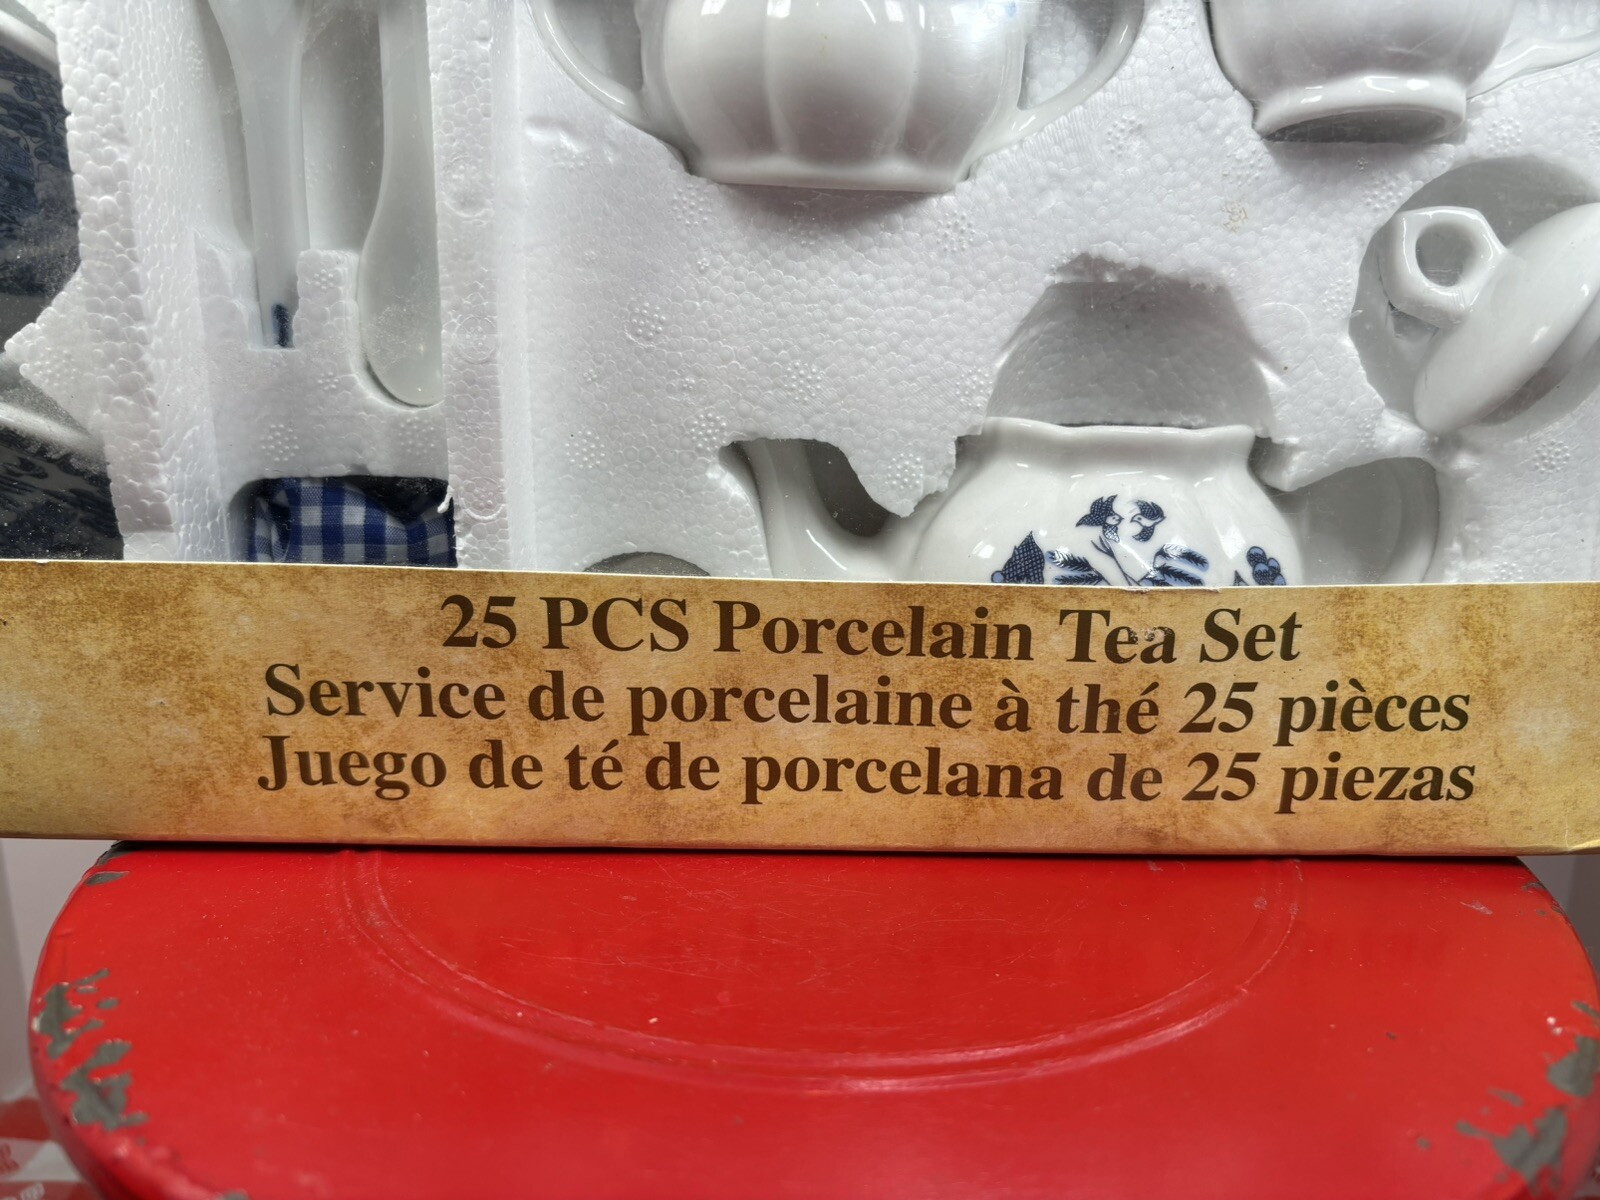 25 PCS Porcelain Tea Set
Service de porcelaine à thé 25 pièces
Juego de té de porcelana de 25 piezas